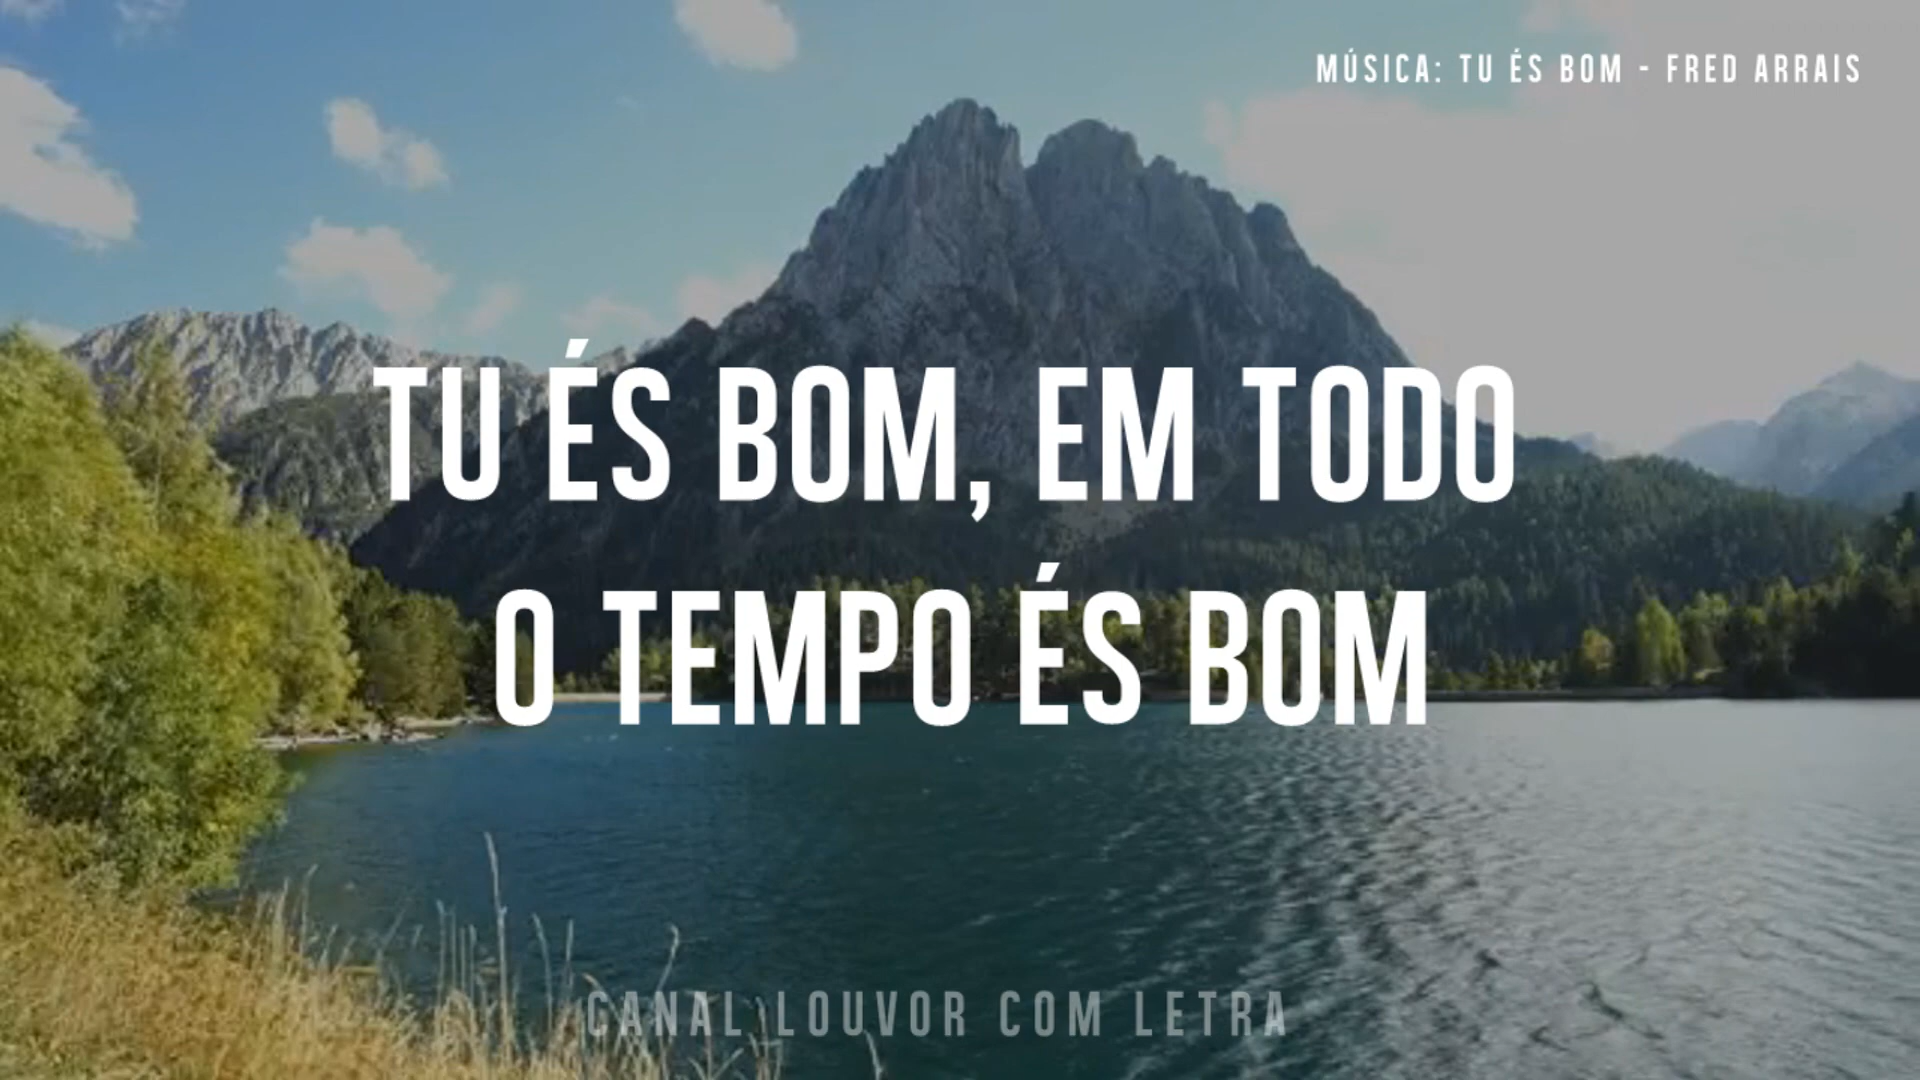 MÚSICA: TU ÉS BOM - FRED ARRAIS
TU ÉS BOM, EM TODO
O TEMPO ÉS BOM
CANAL LOUVOR COM LETRA